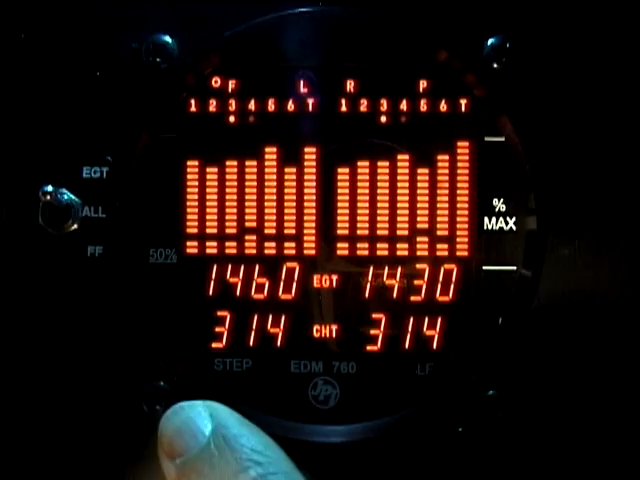 °F L R P
1 2 3 4 5 6 T 1 2 3 4 5 6 T
EGT
ALL
FF
50%
%
MAX
1460 EGT 1430
314 CHT 314
STEP EDM 760 LF
JPI